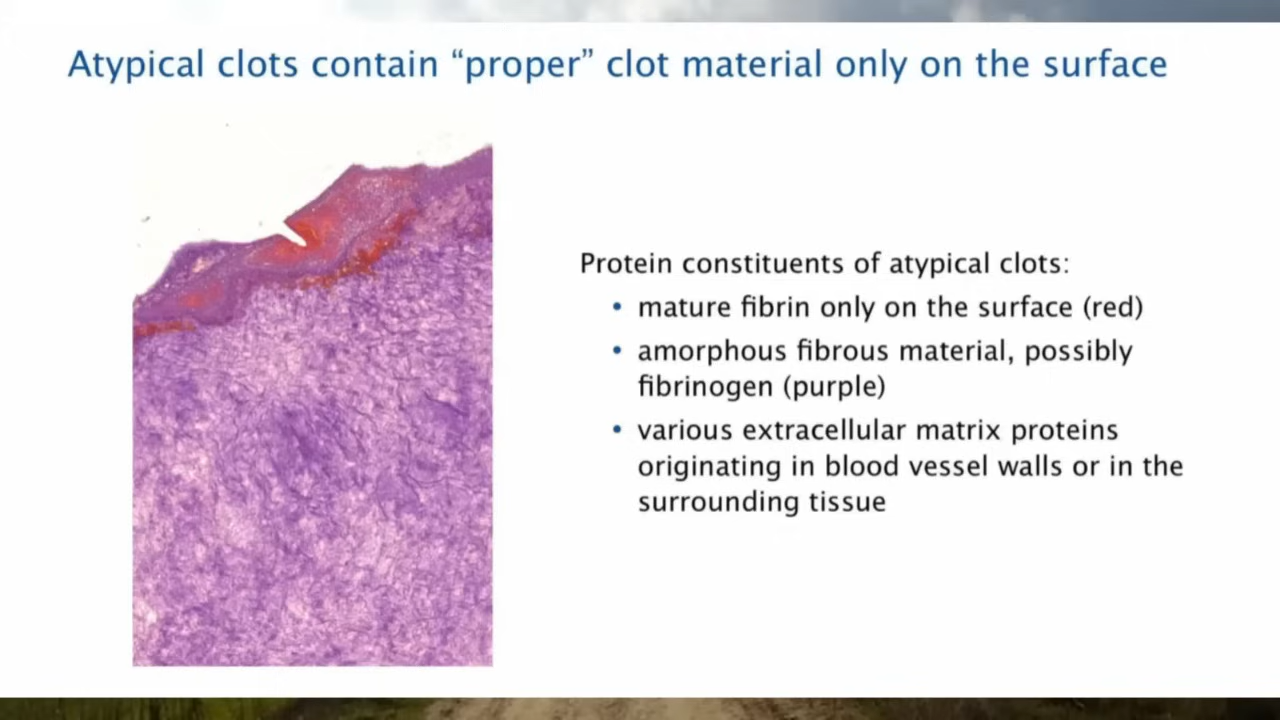 Atypical clots contain “proper” clot material only on the surface
Protein constituents of atypical clots:
• mature fibrin only on the surface (red)
• amorphous fibrous material, possibly
fibrinogen (purple)
• various extracellular matrix proteins
originating in blood vessel walls or in the
surrounding tissue